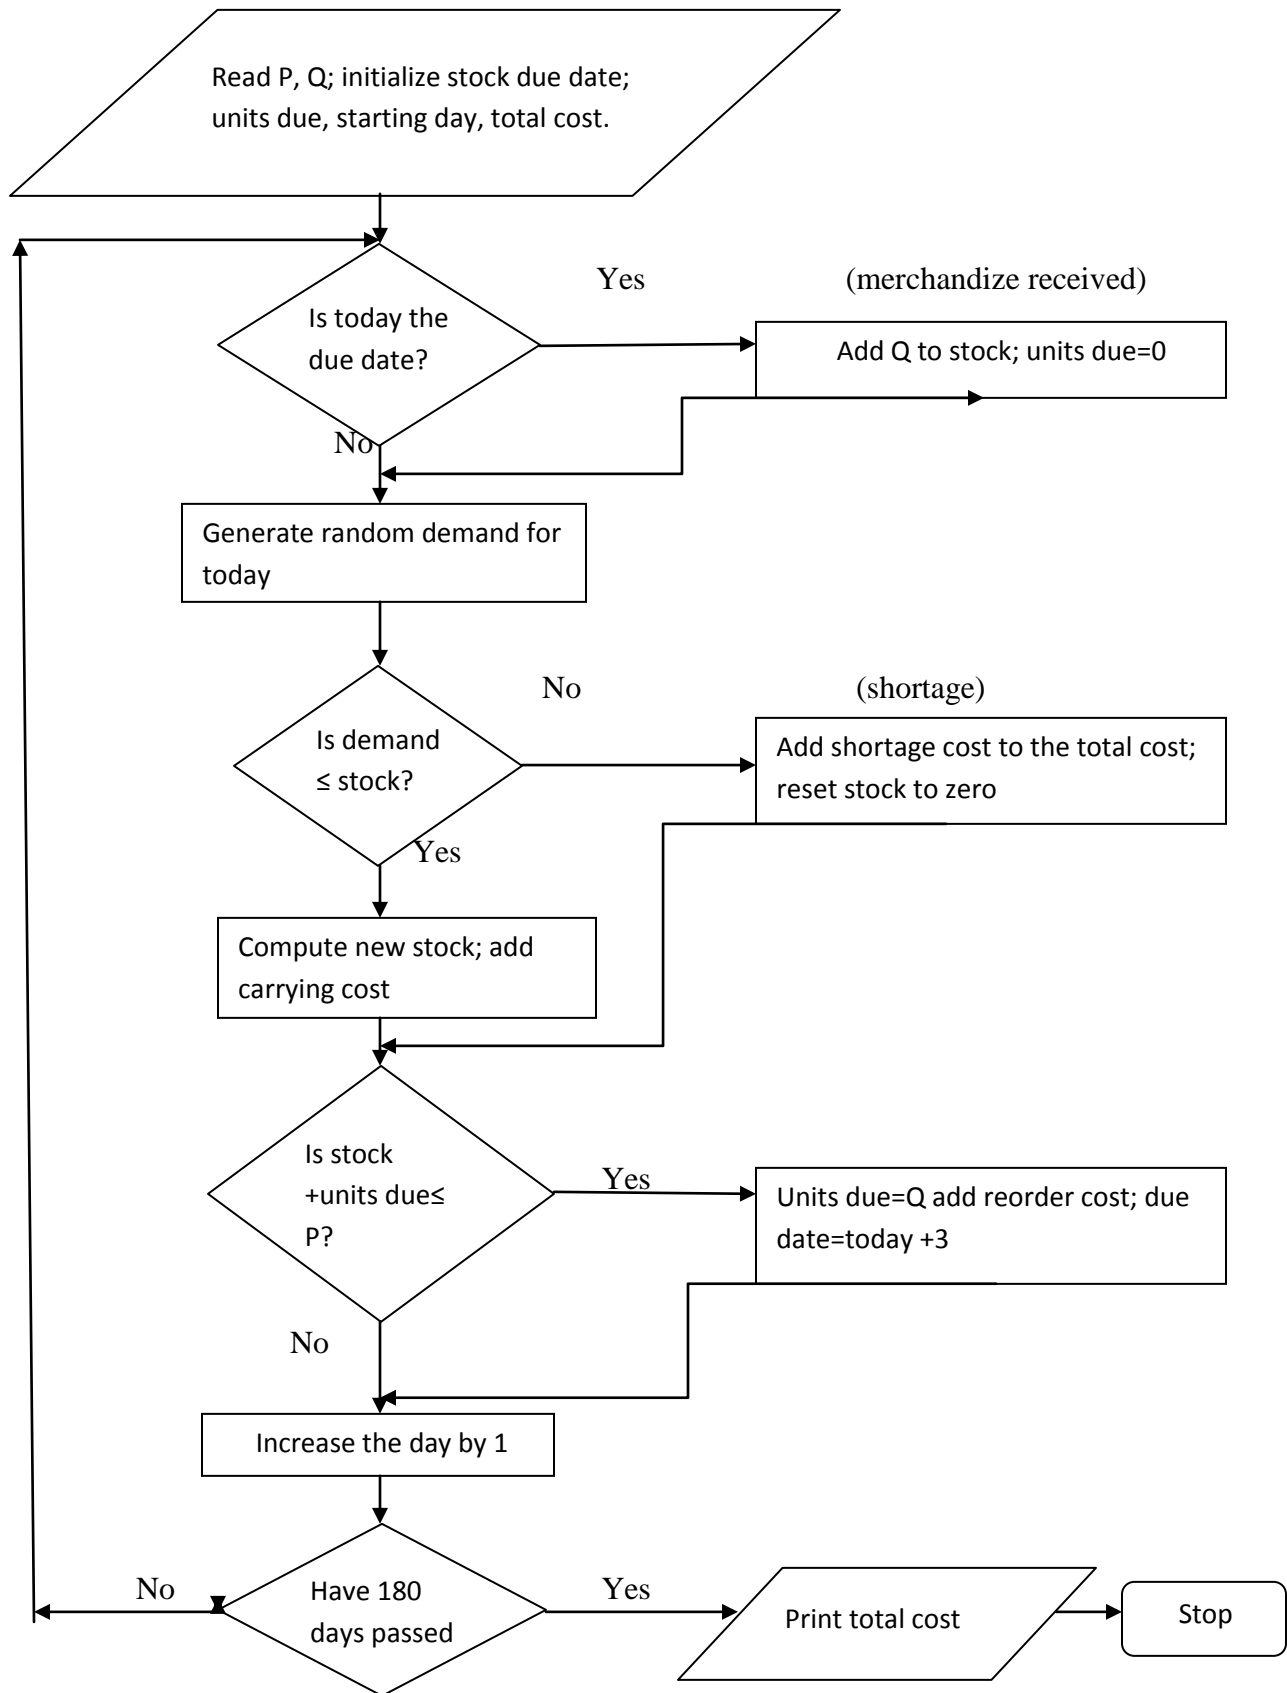 Read P, Q; initialize stock due date;
units due, starting day, total cost.
Yes
(merchandize received)
Is today the
due date?
Add Q to stock; units due=0
No
Generate random demand for
today
No
(shortage)
Is demand
≤ stock?
Add shortage cost to the total cost;
reset stock to zero
Yes
Compute new stock; add
carrying cost
Is stock
+units due≤
P?
Yes
Units due=Q add reorder cost; due
date=today +3
No
Increase the day by 1
No
Have 180
days passed
Yes
Print total cost
Stop